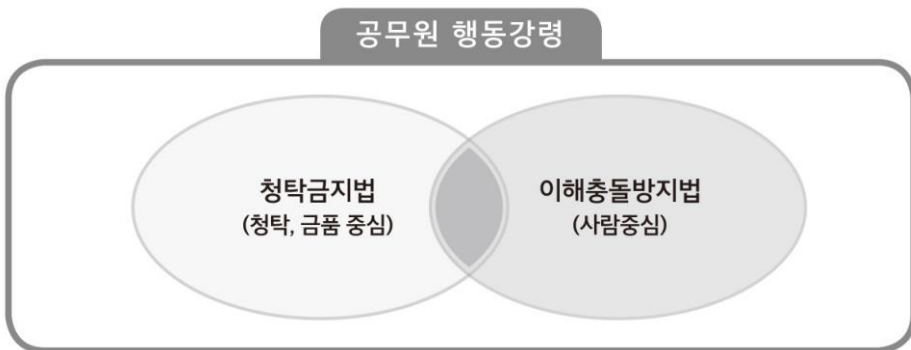 공무원 행동강령
청탁금지법
(청탁, 금품 중심)
이해충돌방지법
(사람중심)